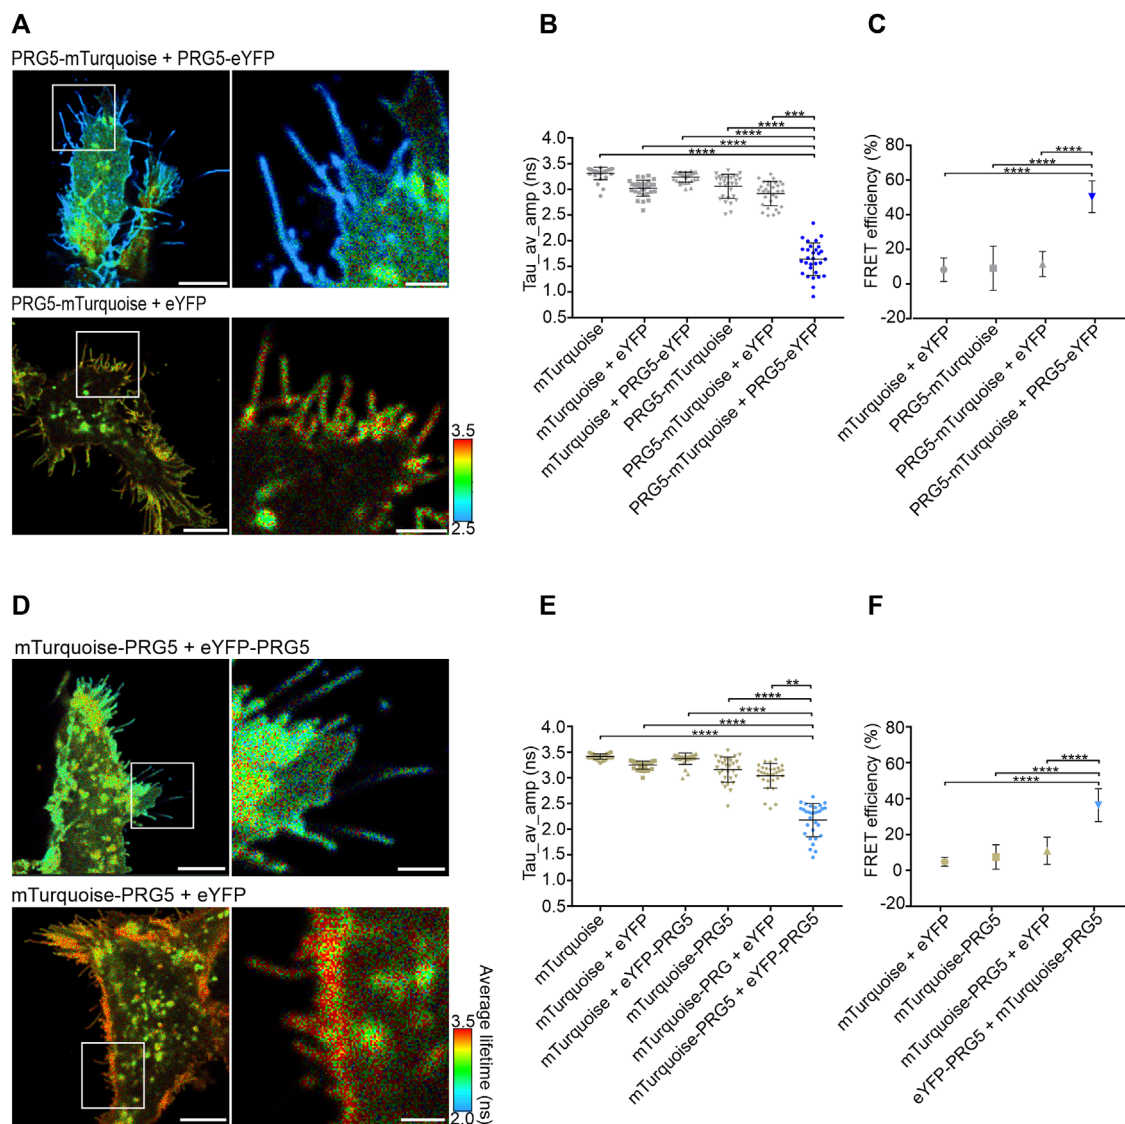 A
PRG5-mTurquoise + PRG5-eYFP
PRG5-mTurquoise + eYFP
3.5
2.5
B
***
****
****
****
****
Tau_av_amp (ns)
4.0
3.5
3.0
2.5
2.0
1.5
1.0
0.5
mTurquoise
mTurquoise + eYFP
mTurquoise + PRG5-eYFP
PRG5-mTurquoise
PRG5-mTurquoise + eYFP
PRG5-mTurquoise + PRG5-eYFP
C
****
****
****
FRET efficiency (%)
80
60
40
20
0
-20
mTurquoise + eYFP
PRG5-mTurquoise
PRG5-mTurquoise + eYFP
PRG5-mTurquoise + PRG5-eYFP
D
mTurquoise-PRG5 + eYFP-PRG5
mTurquoise-PRG5 + eYFP
Average lifetime (ns)
3.5
2.0
E
**
****
****
****
****
Tau_av_amp (ns)
4.0
3.5
3.0
2.5
2.0
1.5
1.0
0.5
mTurquoise
mTurquoise + eYFP
mTurquoise + eYFP-PRG5
mTurquoise-PRG5
mTurquoise-PRG + eYFP
mTurquoise-PRG5 + eYFP-PRG5
F
****
****
****
FRET efficiency (%)
80
60
40
20
0
-20
mTurquoise + eYFP
mTurquoise-PRG5
mTurquoise-PRG5 + eYFP
eYFP-PRG5 + mTurquoise-PRG5